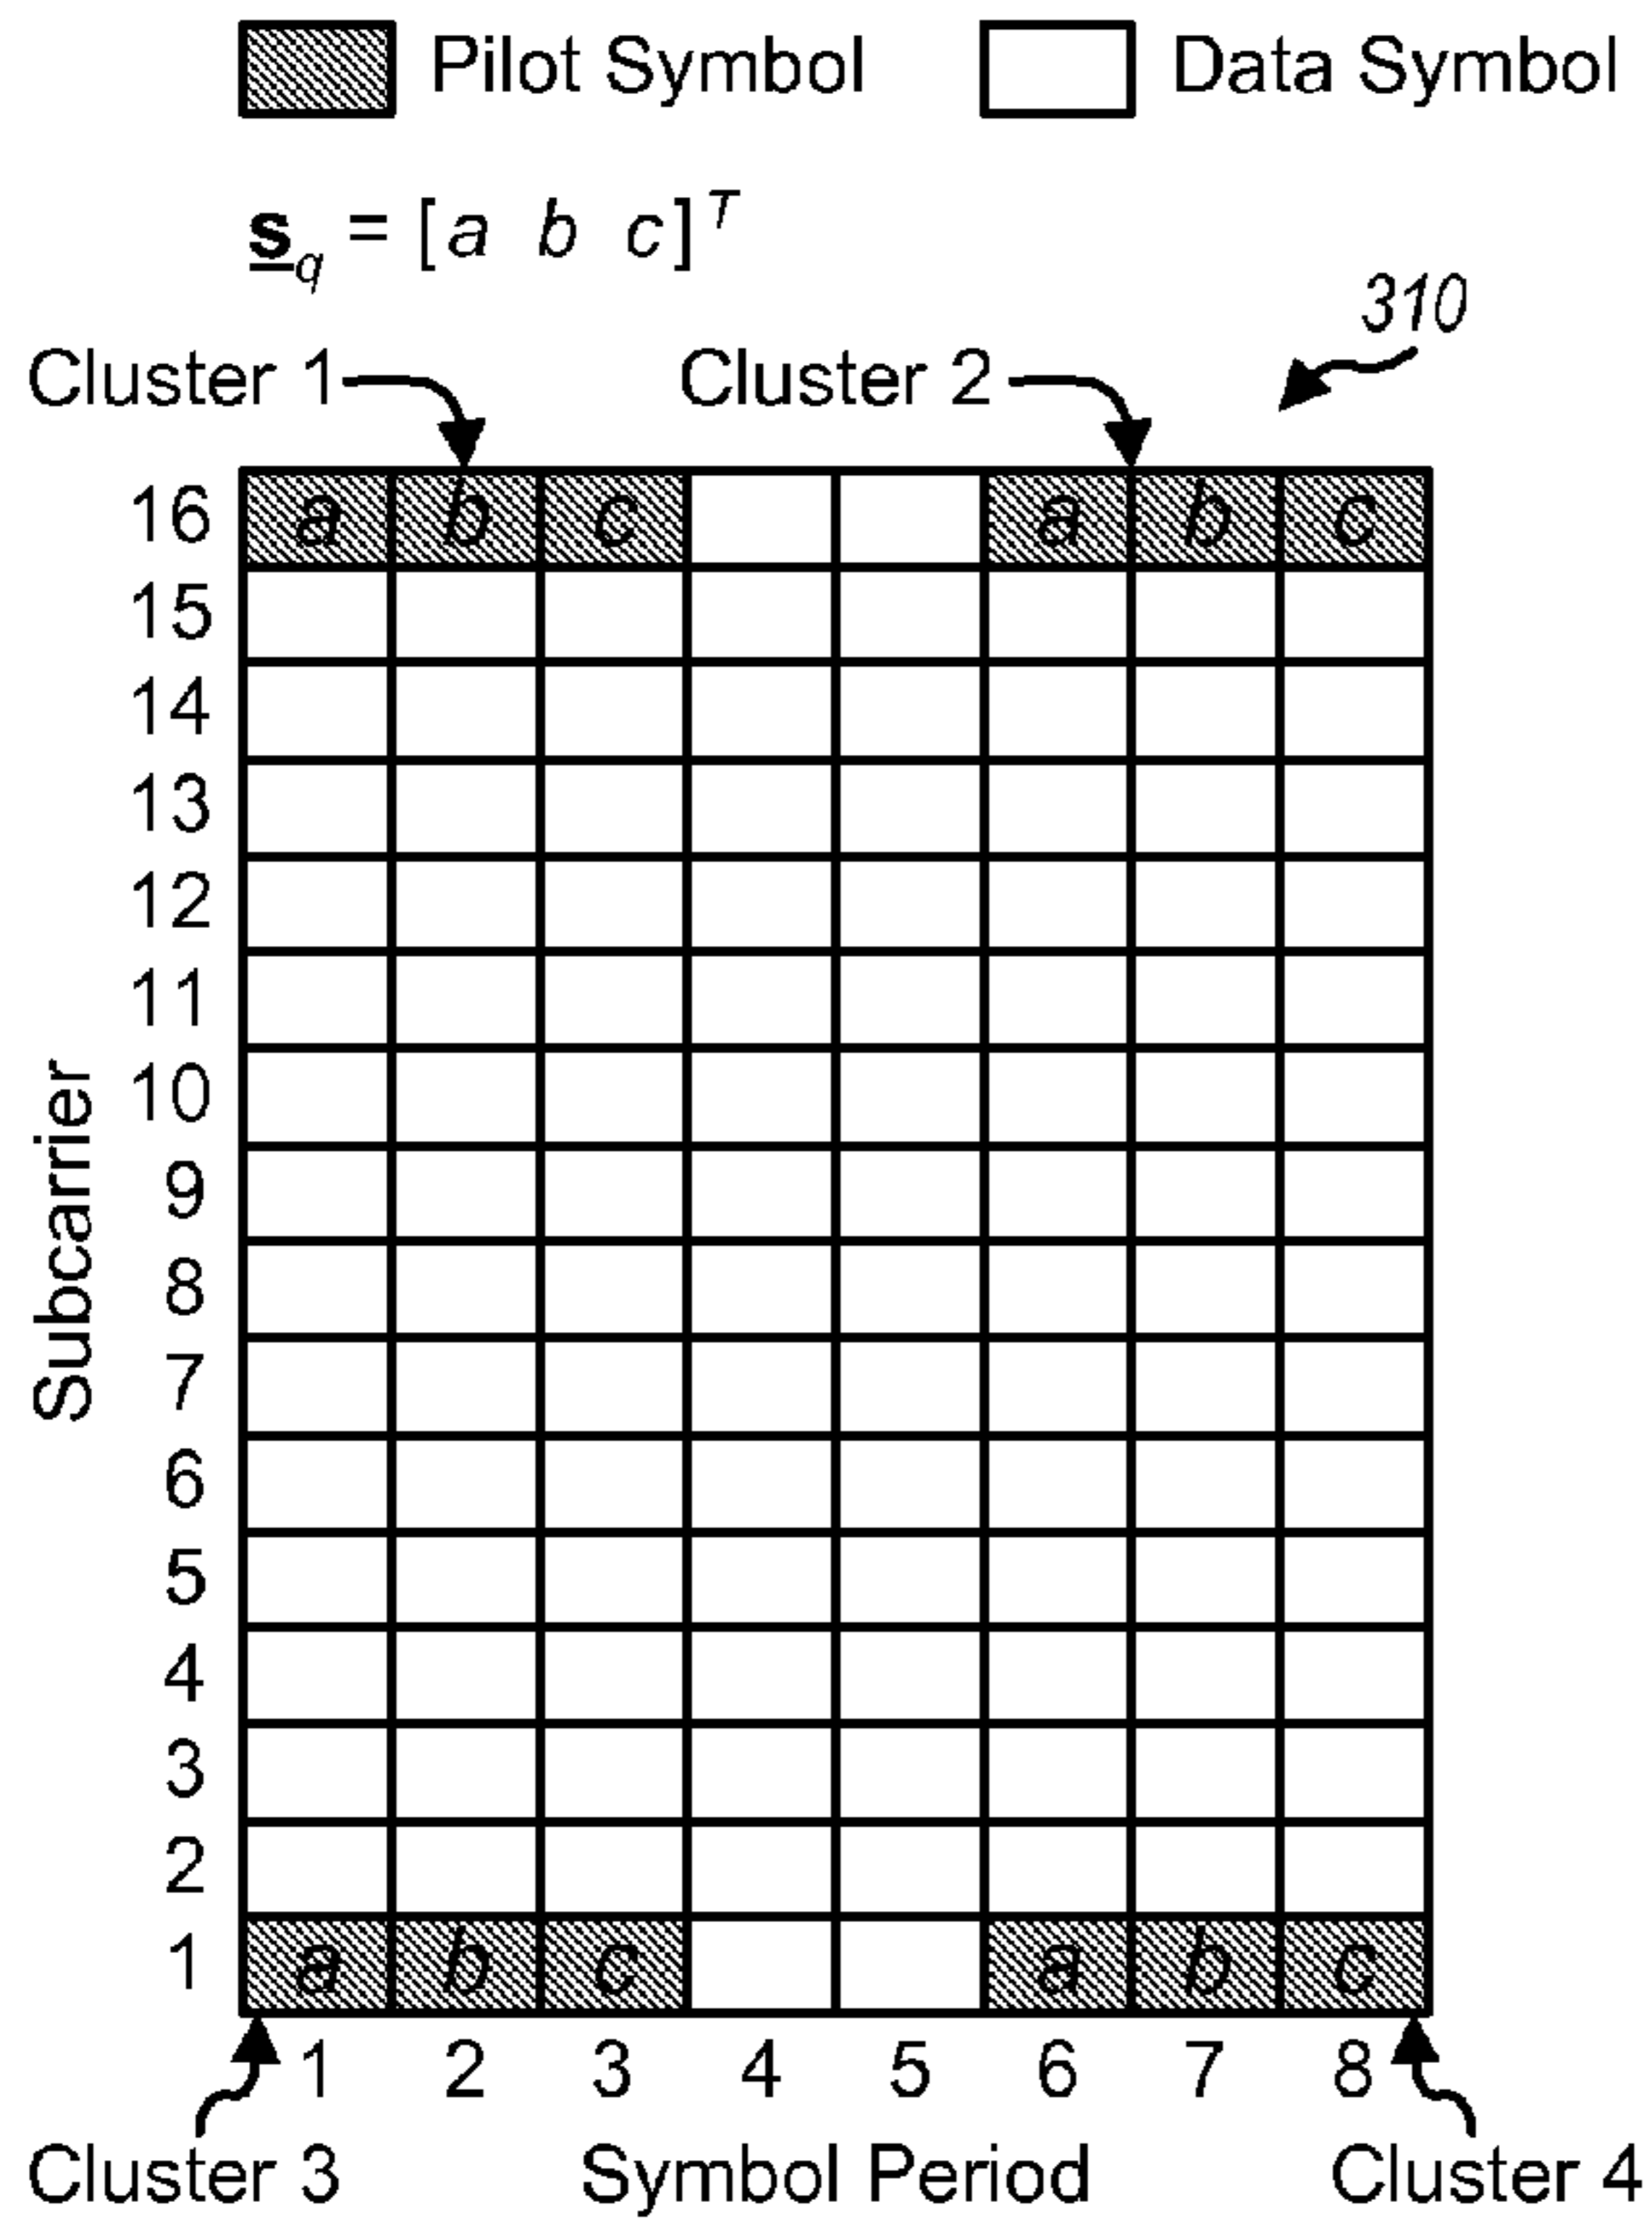 Pilot Symbol Data Symbol
s_q = [a b c]^T
310
Cluster 1 Cluster 2
16 a b c a b c
15
14
13
12
11
10
9
8
7
6
5
4
3
2
1 a b c a b c
Subcarrier
1 2 3 4 5 6 7 8
Cluster 3 Symbol Period Cluster 4